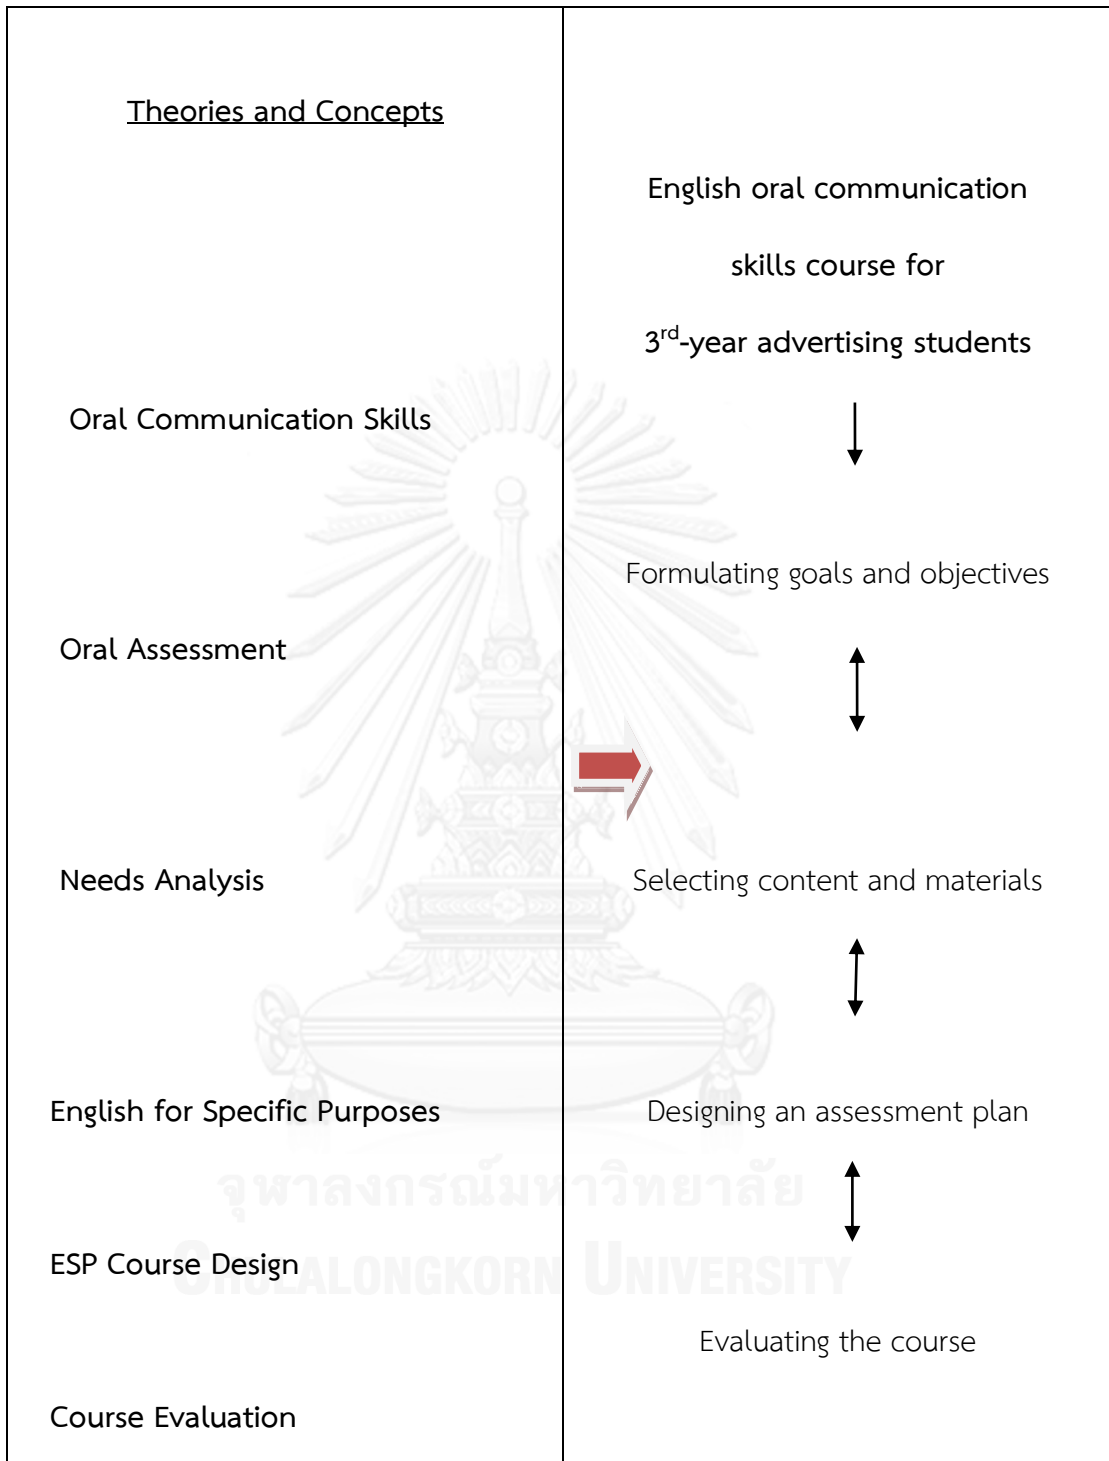 Theories and Concepts
Oral Communication Skills
Oral Assessment
Needs Analysis
English for Specific Purposes
ESP Course Design
Course Evaluation
English oral communication
skills course for
3rd-year advertising students
Formulating goals and objectives
Selecting content and materials
Designing an assessment plan
Evaluating the course
จุฬาลงกรณ์มหาวิทยาลัย
CHULALONGKORN UNIVERSITY